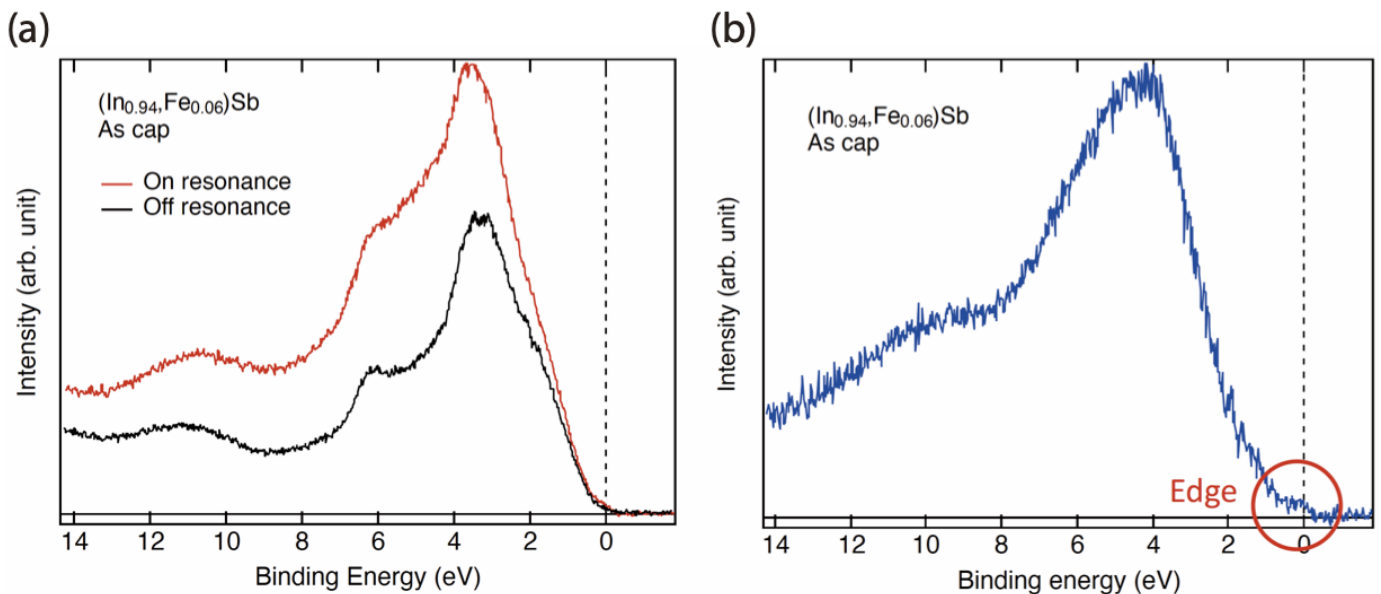 (a)
(In0.94,Fe0.06)Sb
As cap
On resonance
Off resonance
Intensity (arb. unit)
14 12 10 8 6 4 2 0
Binding Energy (eV)
(b)
(In0.94,Fe0.06)Sb
As cap
Edge
Intensity (arb. unit)
14 12 10 8 6 4 2 0
Binding energy (eV)